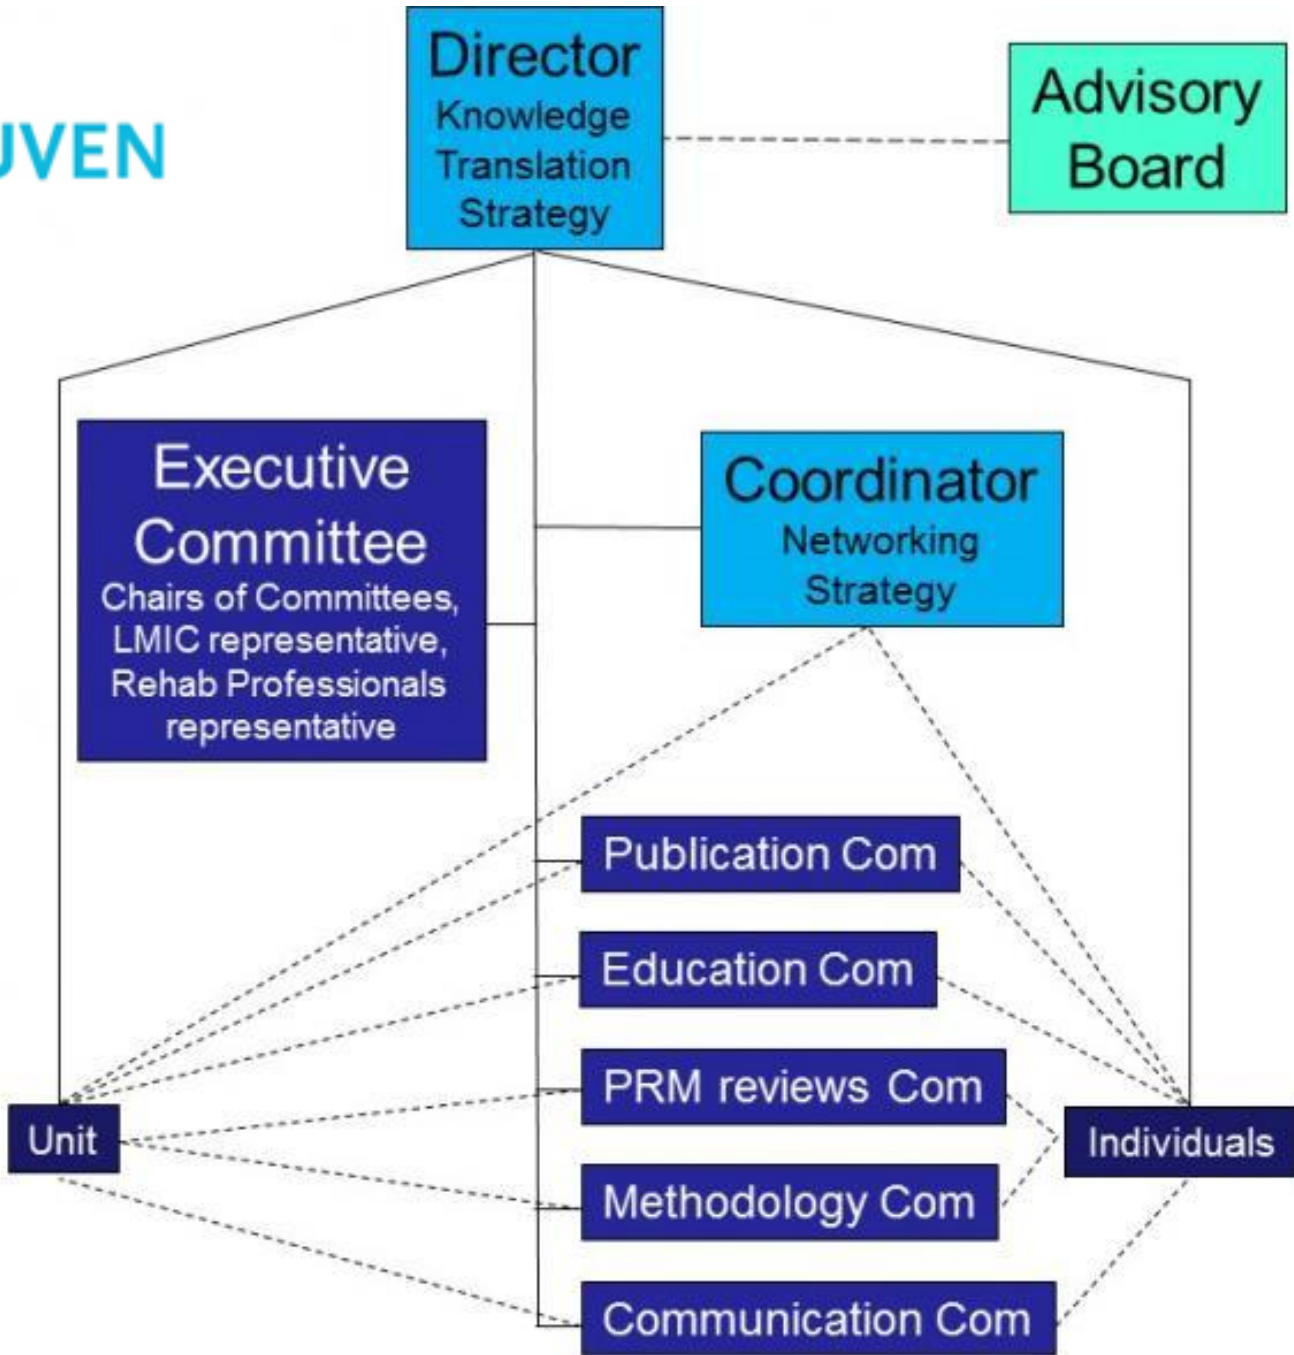 Director
Knowledge
Translation
Strategy
Advisory
Board
UVEN
Executive
Committee
Chairs of Committees,
LMIC representative,
Rehab Professionals
representative
Coordinator
Networking
Strategy
Publication Com
Education Com
PRM reviews Com
Unit
Individuals
Methodology Com
Communication Com